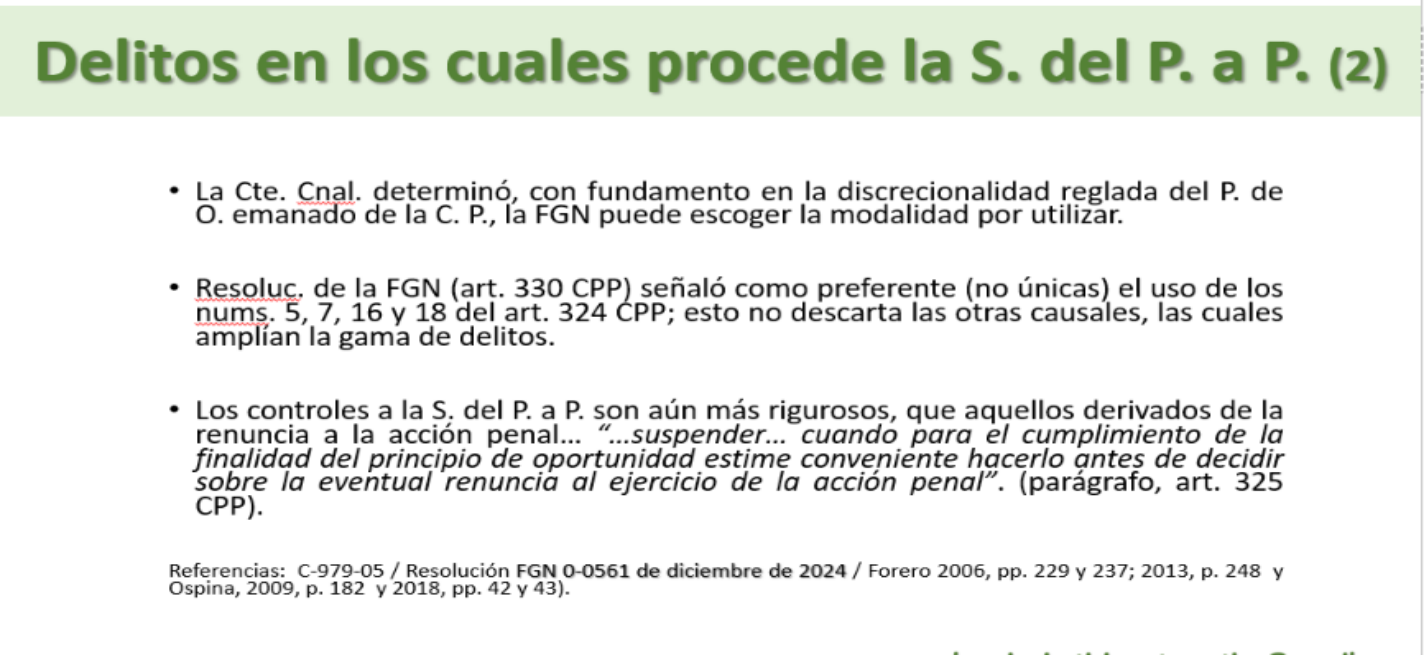 Delitos en los cuales procede la S. del P. a P. (2)
• La Cte. Cnal. determinó, con fundamento en la discrecionalidad reglada del P. de
O. emanado de la C. P., la FGN puede escoger la modalidad por utilizar.
• Resoluc. de la FGN (art. 330 CPP) señaló como preferente (no únicas) el uso de los
nums. 5, 7, 16 y 18 del art. 324 CPP; esto no descarta las otras causales, las cuales
amplían la gama de delitos.
• Los controles a la S. del P. a P. son aún más rigurosos, que aquellos derivados de la
renuncia a la acción penal... “...suspender... cuando para el cumplimiento de la
finalidad del principio de oportunidad estime conveniente hacerlo antes de decidir
sobre la eventual renuncia al ejercicio de la acción penal”. (parágrafo, art. 325
CPP).
Referencias: C-979-05 / Resolución FGN 0-0561 de diciembre de 2024 / Forero 2006, pp. 229 y 237; 2013, p. 248 y
Ospina, 2009, p. 182 y 2018, pp. 42 y 43).